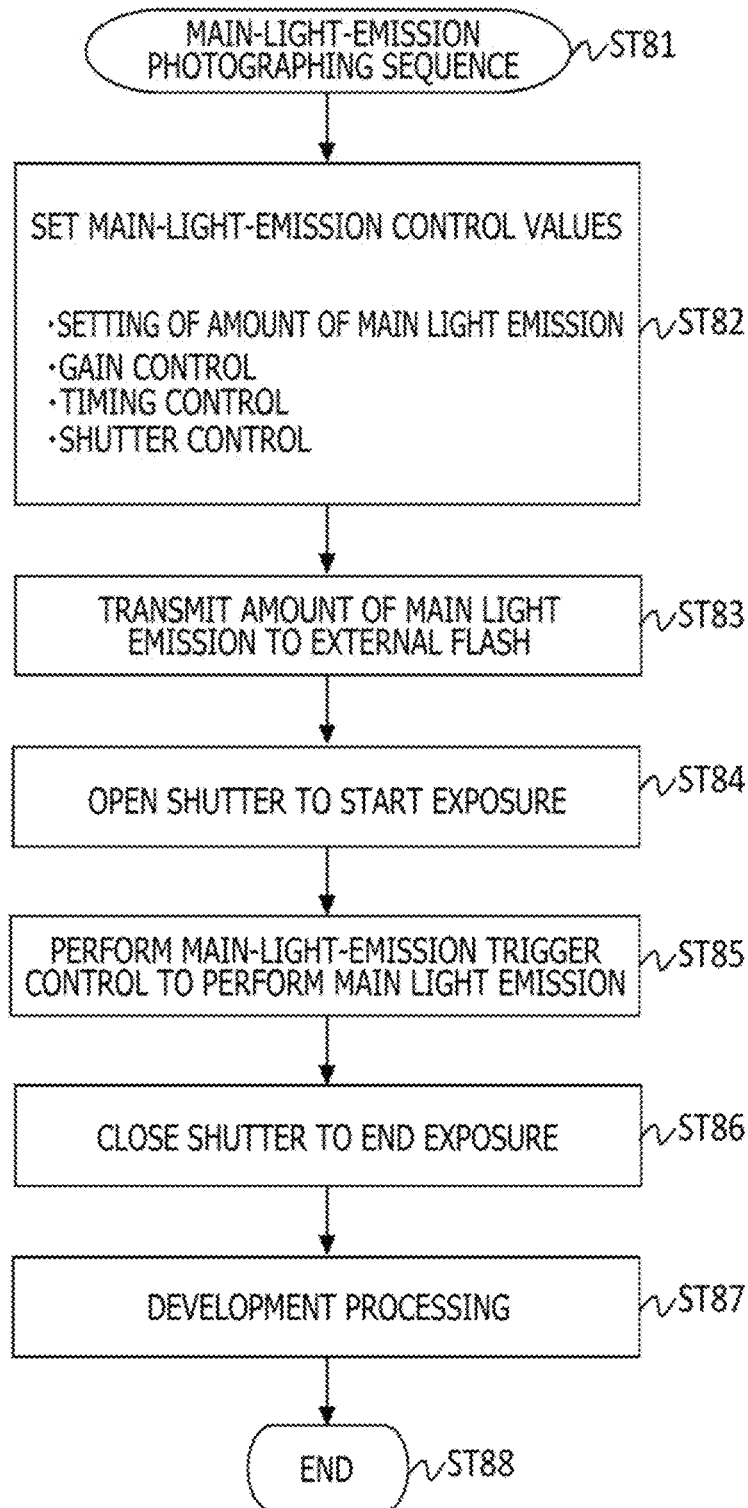 MAIN-LIGHT-EMISSION
PHOTOGRAPHING SEQUENCE
ST81
SET MAIN-LIGHT-EMISSION CONTROL VALUES
·SETTING OF AMOUNT OF MAIN LIGHT EMISSION
·GAIN CONTROL
·TIMING CONTROL
·SHUTTER CONTROL
ST82
TRANSMIT AMOUNT OF MAIN LIGHT
EMISSION TO EXTERNAL FLASH
ST83
OPEN SHUTTER TO START EXPOSURE
ST84
PERFORM MAIN-LIGHT-EMISSION TRIGGER
CONTROL TO PERFORM MAIN LIGHT EMISSION
ST85
CLOSE SHUTTER TO END EXPOSURE
ST86
DEVELOPMENT PROCESSING
ST87
END
ST88